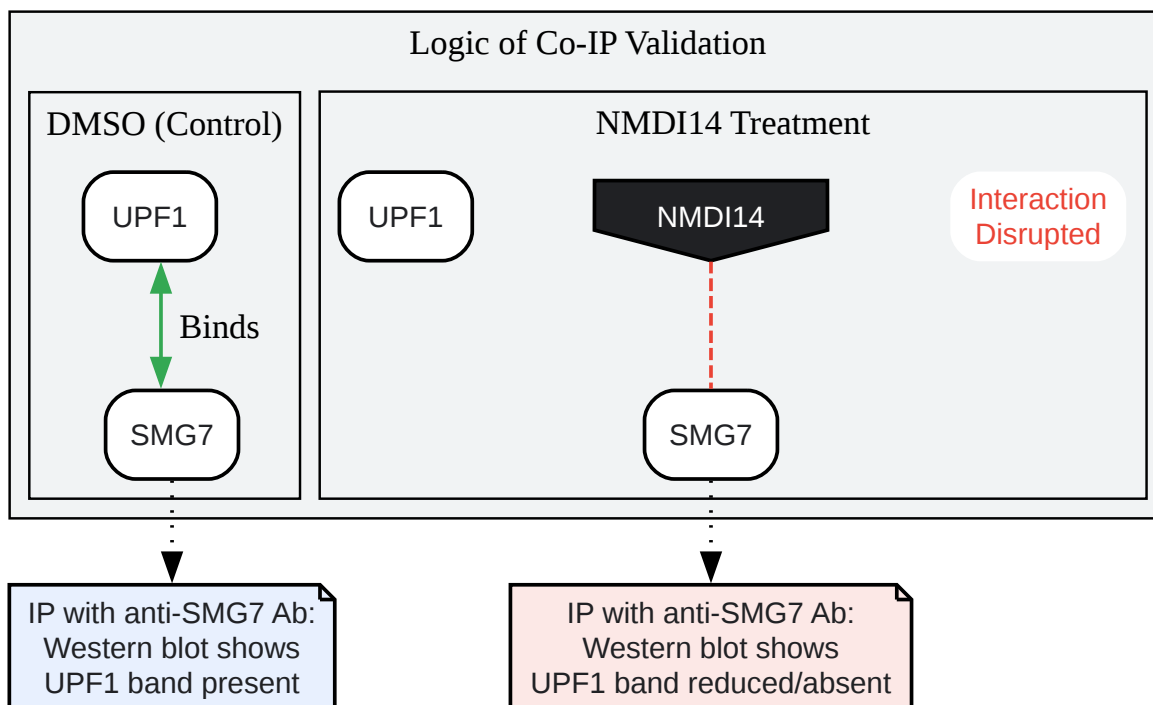 Logic of Co-IP Validation
DMSO (Control)
UPF1
Binds
SMG7
NMDI14 Treatment
UPF1
NMDI14
Interaction
Disrupted
SMG7
IP with anti-SMG7 Ab:
Western blot shows
UPF1 band present
IP with anti-SMG7 Ab:
Western blot shows
UPF1 band reduced/absent